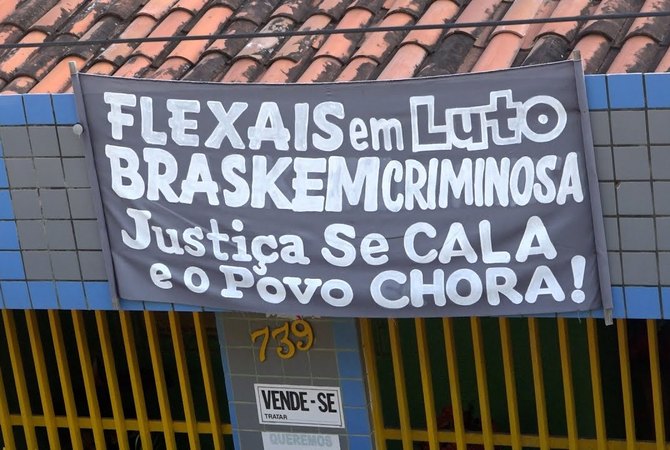 FLEXAIS em LUTO
BRASKEM CRIMINOSA
Justiça Se CALA
e o Povo CHORA!
739
VENDE-SE
TRATAR
QUEREMOS